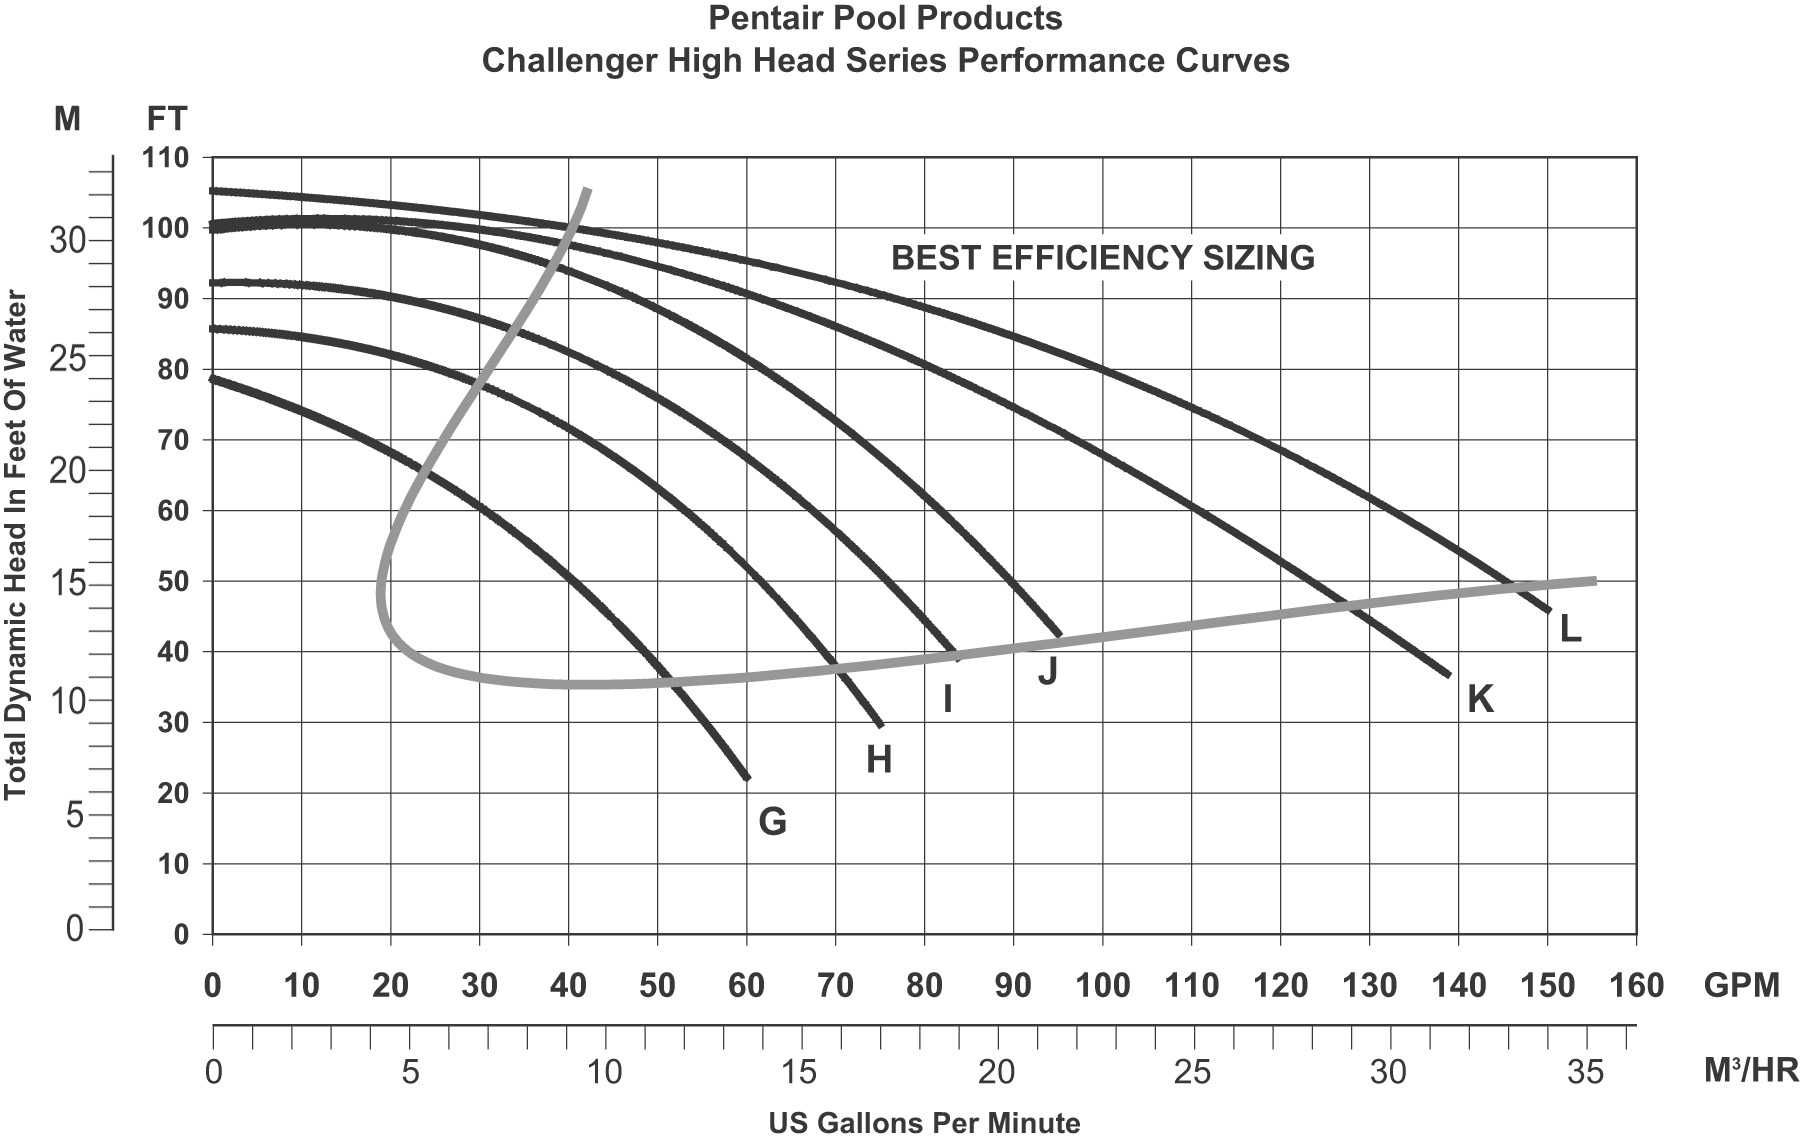 Pentair Pool Products
Challenger High Head Series Performance Curves
M
FT
Total Dynamic Head In Feet Of Water
30
25
20
15
10
5
0
110
100
90
80
70
60
50
40
30
20
10
0
BEST EFFICIENCY SIZING
L
J
I
K
H
G
0 10 20 30 40 50 60 70 80 90 100 110 120 130 140 150 160 GPM
0 5 10 15 20 25 30 35 M³/HR
US Gallons Per Minute